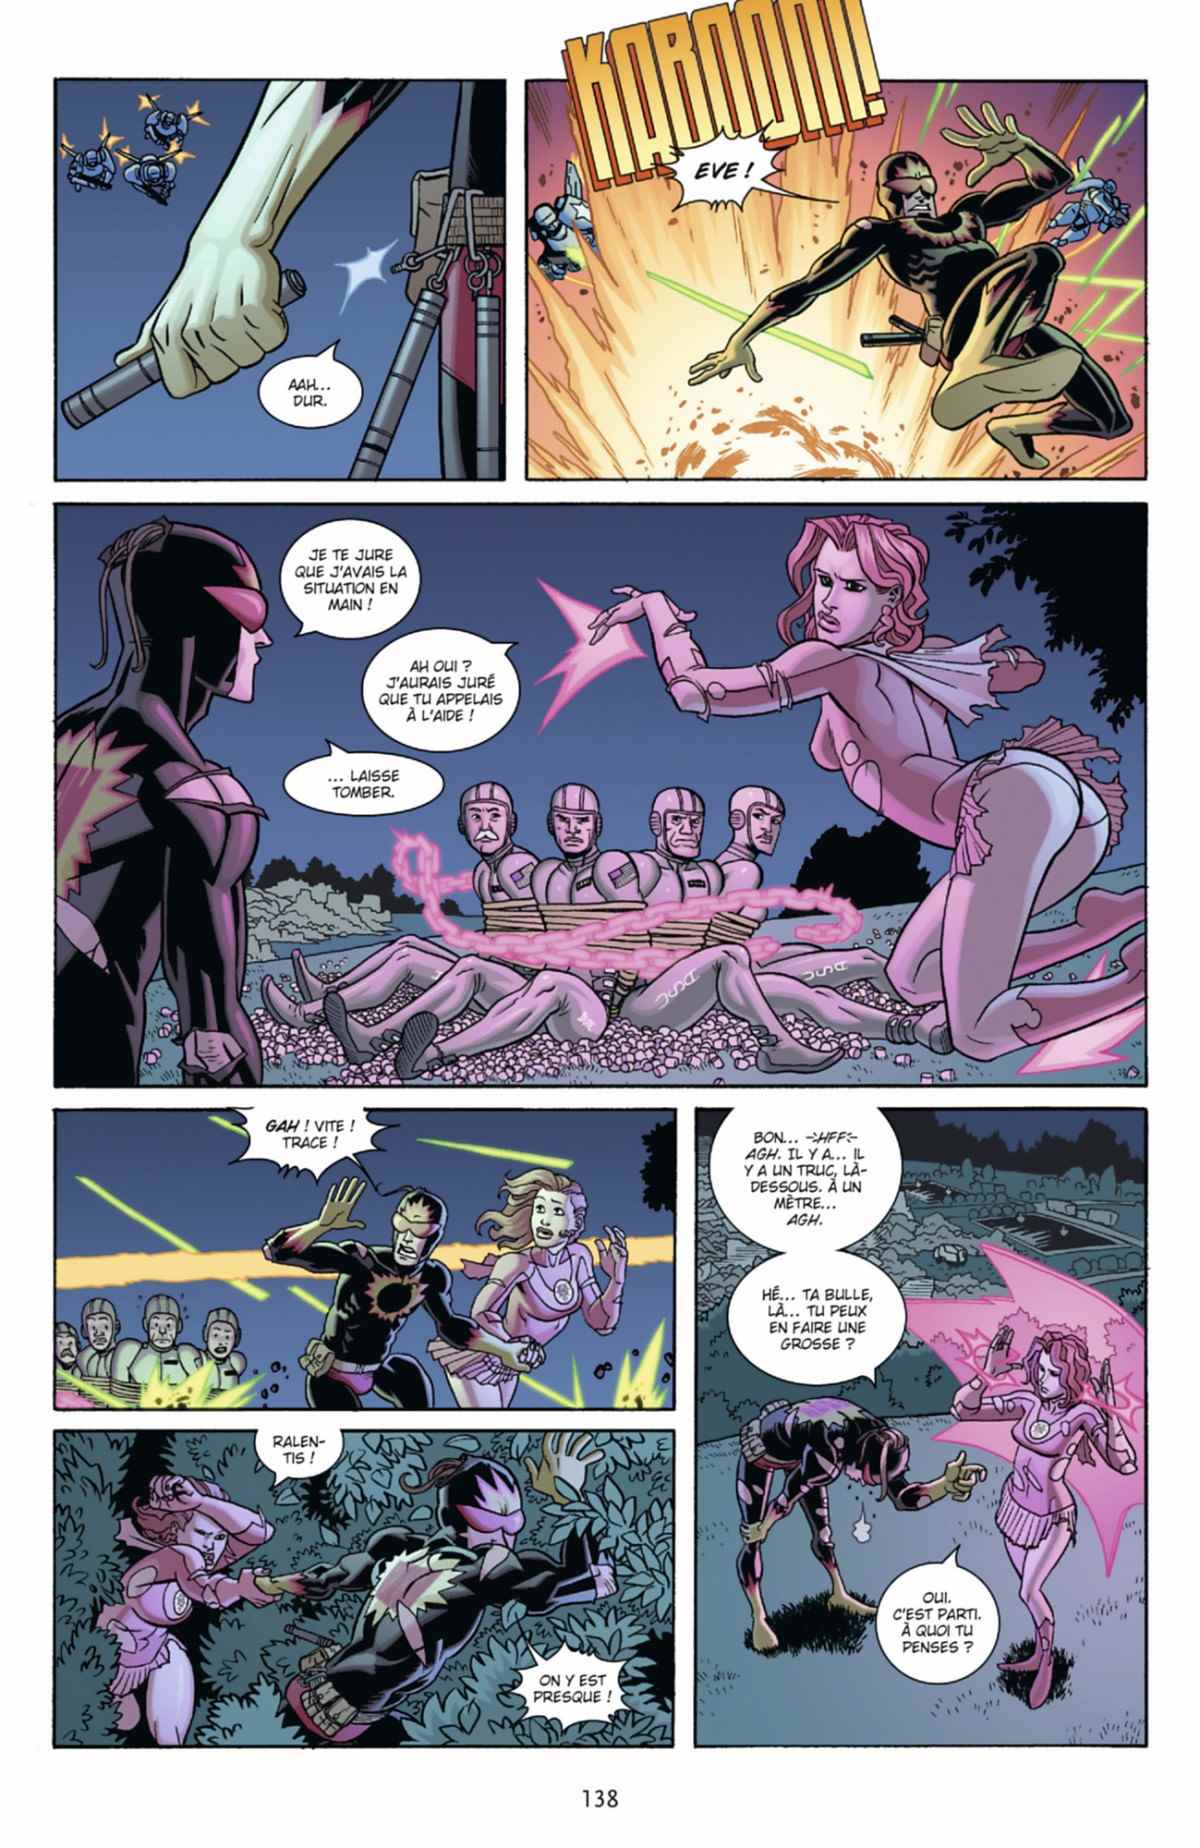 AAH...
DUR.
KABOOOM!
EVE !
JE TE JURE
QUE J'AVAIS LA
SITUATION EN
MAIN !
AH OUI ?
J'AURAIS JURÉ
QUE TU APPELAIS
À L'AIDE !
... LAISSE
TOMBER.
ASU
ASU
GAH ! VITE !
TRACE !
RALEN-
TIS !
ON Y EST
PRESQUE !
BON... -HFF-
AGH. IL Y A... IL
Y A UN TRUC, LÀ-
DESSOUS. À UN
MÈTRE...
AGH.
HÉ... TA BULLE,
LÀ... TU PEUX
EN FAIRE UNE
GROSSE ?
OUI.
C'EST PARTI.
À QUOI TU
PENSES ?
138